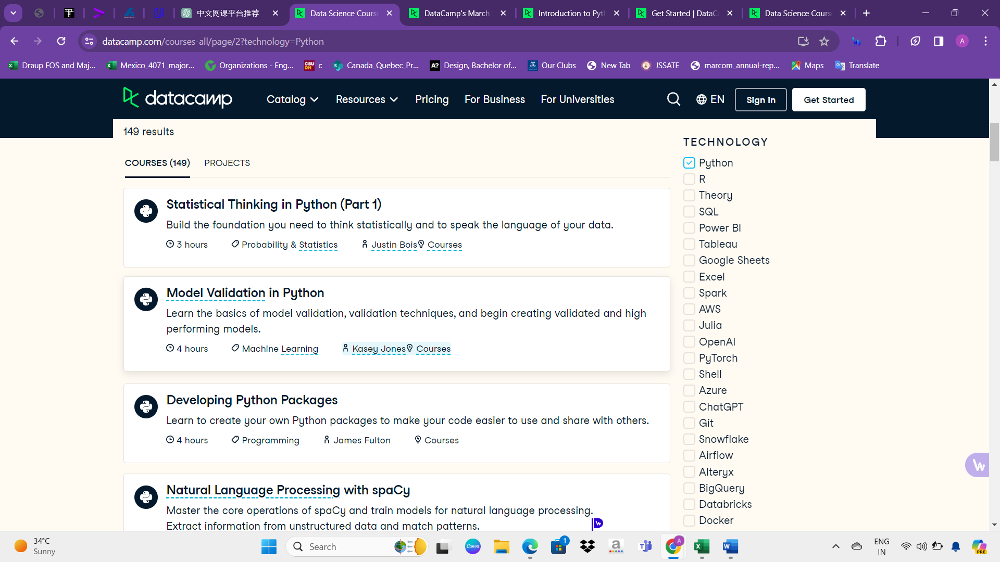 中文网课平台推荐
Data Science Cours
DataCamp's March
Introduction to Pyt
Get Started | DataC
Data Science Cours
datacamp.com/courses-all/page/2?technology=Python
A
Draup FOS and Maj...
Mexico_4071_major...
Organizations - Eng...
c
Canada_Quebec_Pr...
Design, Bachelor of...
Our Clubs
New Tab
JSSATE
marcom_annual-rep...
Maps
Translate
datacamp
Catalog
Resources
Pricing
For Business
For Universities
EN
Sign In
Get Started
149 results
COURSES (149)
PROJECTS
Statistical Thinking in Python (Part 1)
Build the foundation you need to think statistically and to speak the language of your data.
3 hours
Probability & Statistics
Justin Bois
Courses
Model Validation in Python
Learn the basics of model validation, validation techniques, and begin creating validated and high
performing models.
4 hours
Machine Learning
Kasey Jones
Courses
Developing Python Packages
Learn to create your own Python packages to make your code easier to use and share with others.
4 hours
Programming
James Fulton
Courses
Natural Language Processing with spaCy
Master the core operations of spaCy and train models for natural language processing.
Extract information from unstructured data and match patterns.
TECHNOLOGY
Python
R
Theory
SQL
Power BI
Tableau
Google Sheets
Excel
Spark
AWS
Julia
OpenAI
PyTorch
Shell
Azure
ChatGPT
Git
Snowflake
Airflow
Alteryx
BigQuery
Databricks
Docker
34°C
Sunny
Search
Canva
1
a
A
ENG
IN
PRE